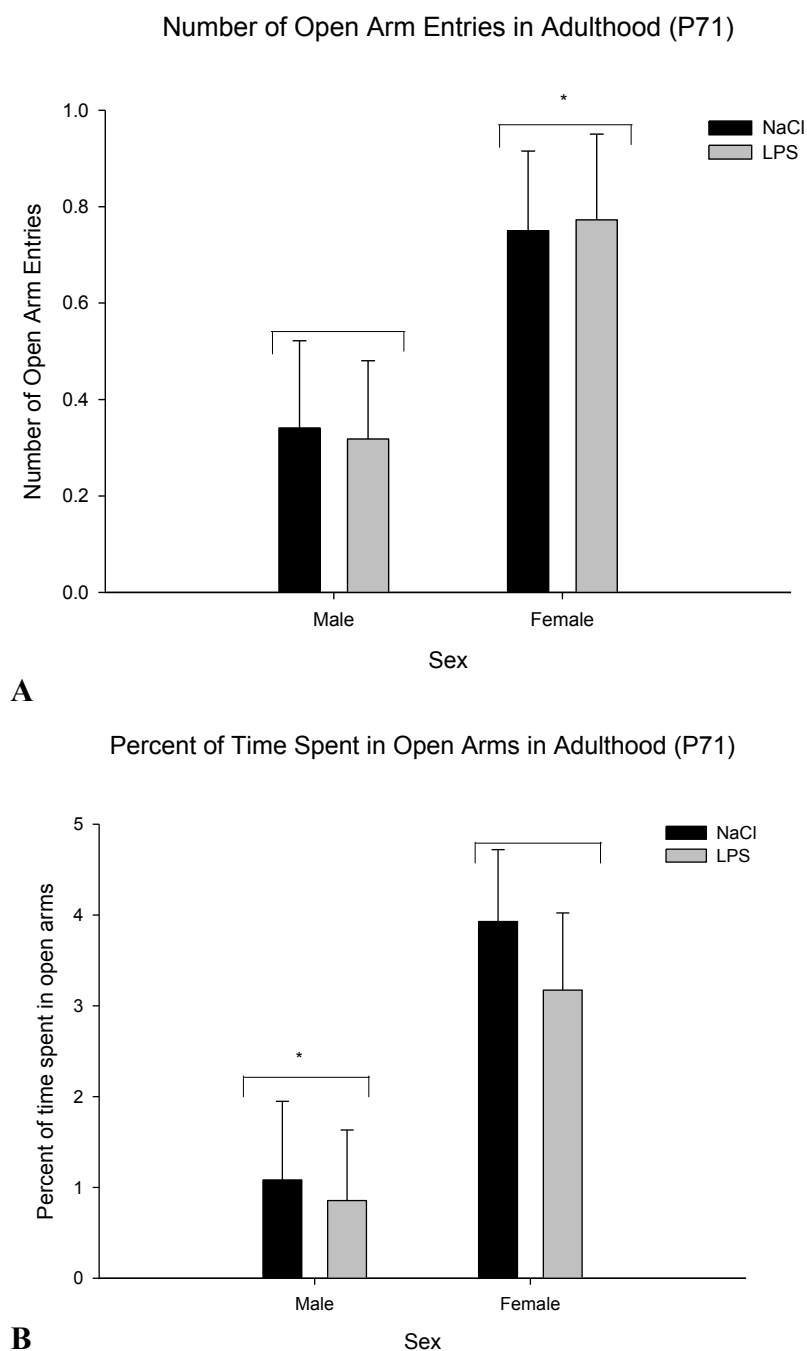 Number of Open Arm Entries in Adulthood (P71)
*
1.0
NaCl
LPS
0.8
0.6
0.4
0.2
0.0
Number of Open Arm Entries
Male
Female
Sex
A
Percent of Time Spent in Open Arms in Adulthood (P71)
5
NaCl
LPS
4
3
2
*
1
0
Percent of time spent in open arms
Male
Female
Sex
B